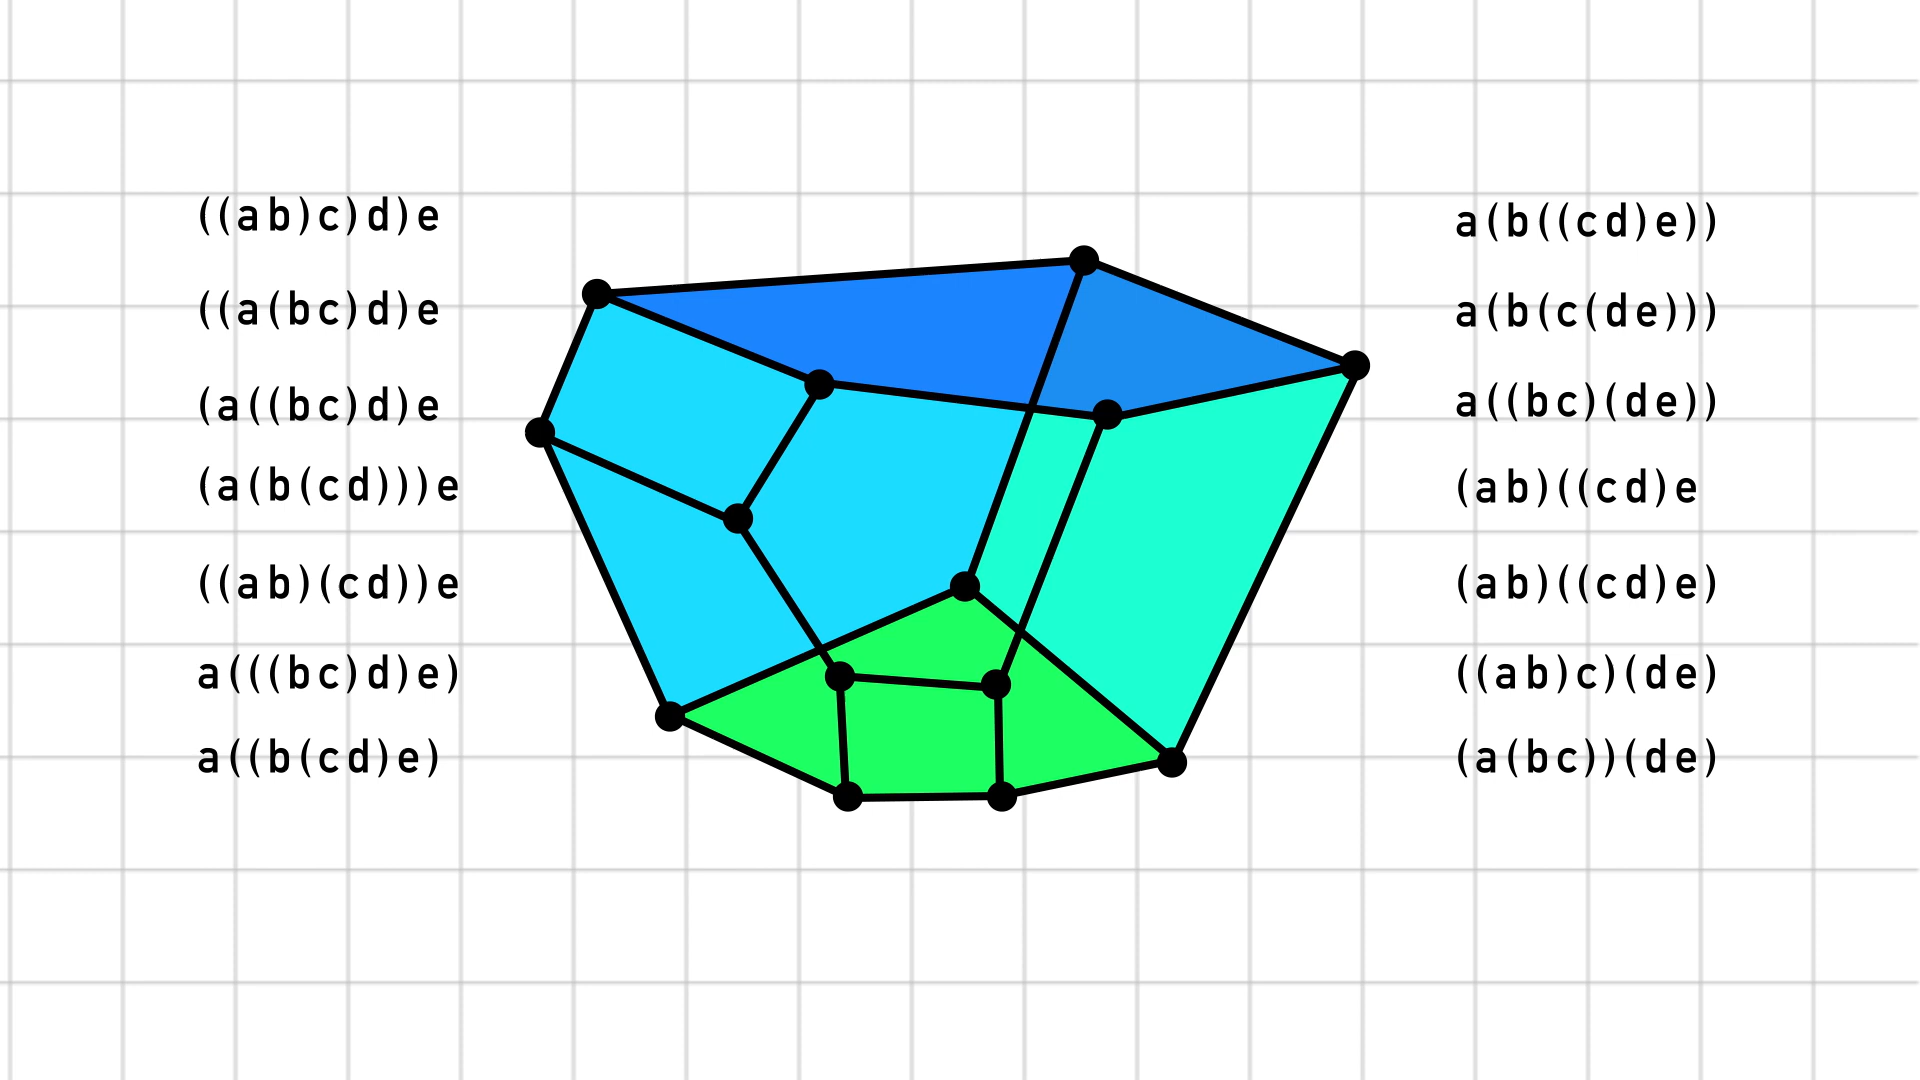 ((ab)c)d)e
((a(bc)d)e
(a((bc)d)e
(a(b(cd)))e
((ab)(cd))e
a(((bc)d)e)
a((b(cd)e)
a(b((cd)e))
a(b(c(de)))
a((bc)(de))
(ab)((cd)e
(ab)((cd)e)
((ab)c)(de)
(a(bc))(de)